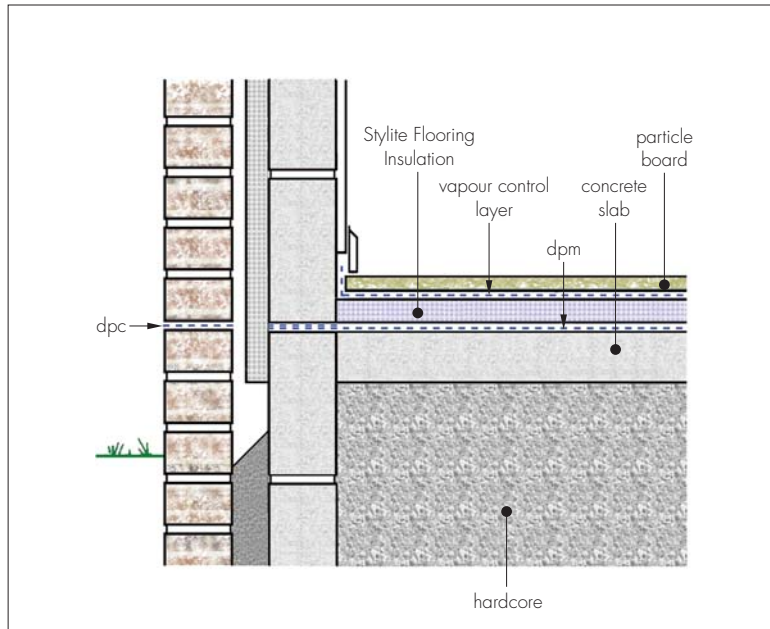 Stylite Flooring
Insulation
particle
board
vapour control
layer
concrete
slab
dpm
dpc
hardcore